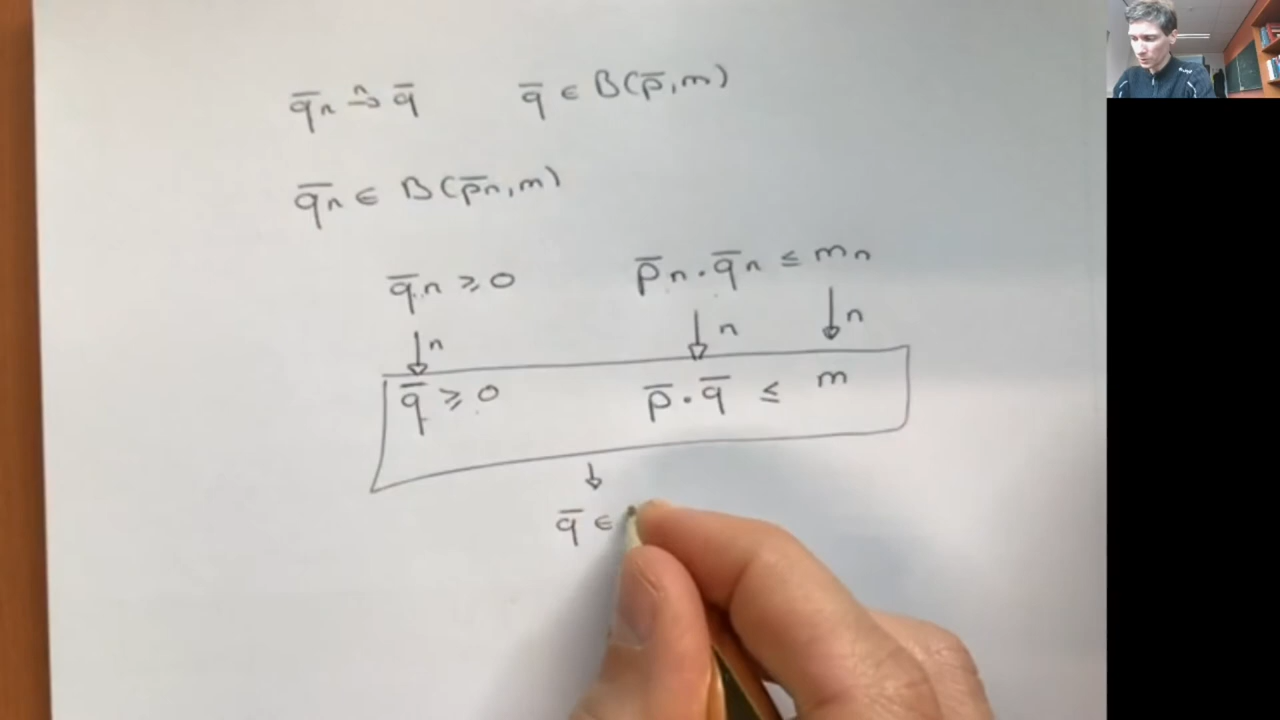 q̄n →ⁿ q̄ q̄ ∈ B(p̄,m)
q̄n ∈ B(p̄n,m)
q̄n ≥ 0 p̄n · q̄n ≤ mn
↓n ↓n ↓n
q̄ ≥ 0 p̄ · q̄ ≤ m
↓
q̄ ∈